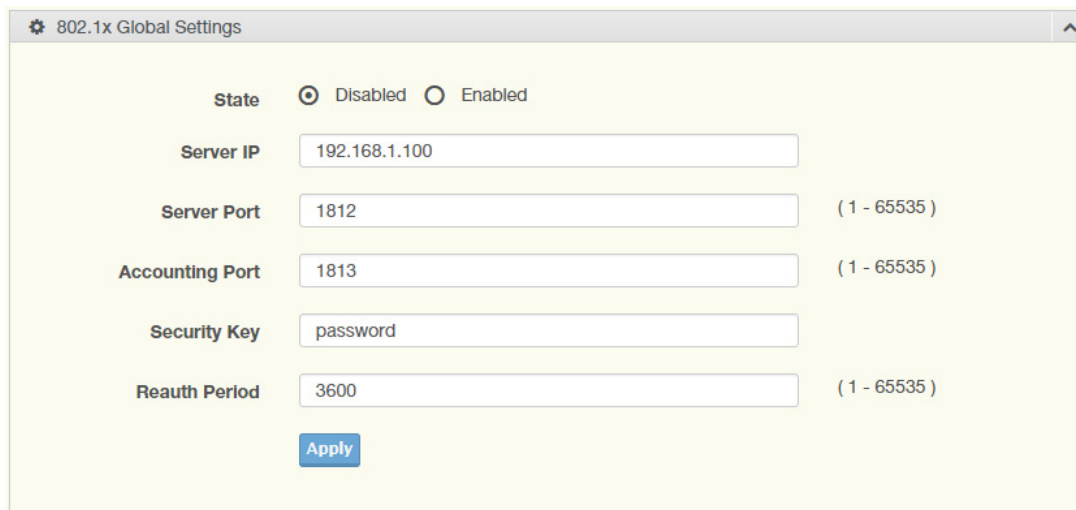 802.1x Global Settings
State Disabled Enabled
Server IP 192.168.1.100
Server Port 1812 ( 1 - 65535 )
Accounting Port 1813 ( 1 - 65535 )
Security Key password
Reauth Period 3600 ( 1 - 65535 )
Apply